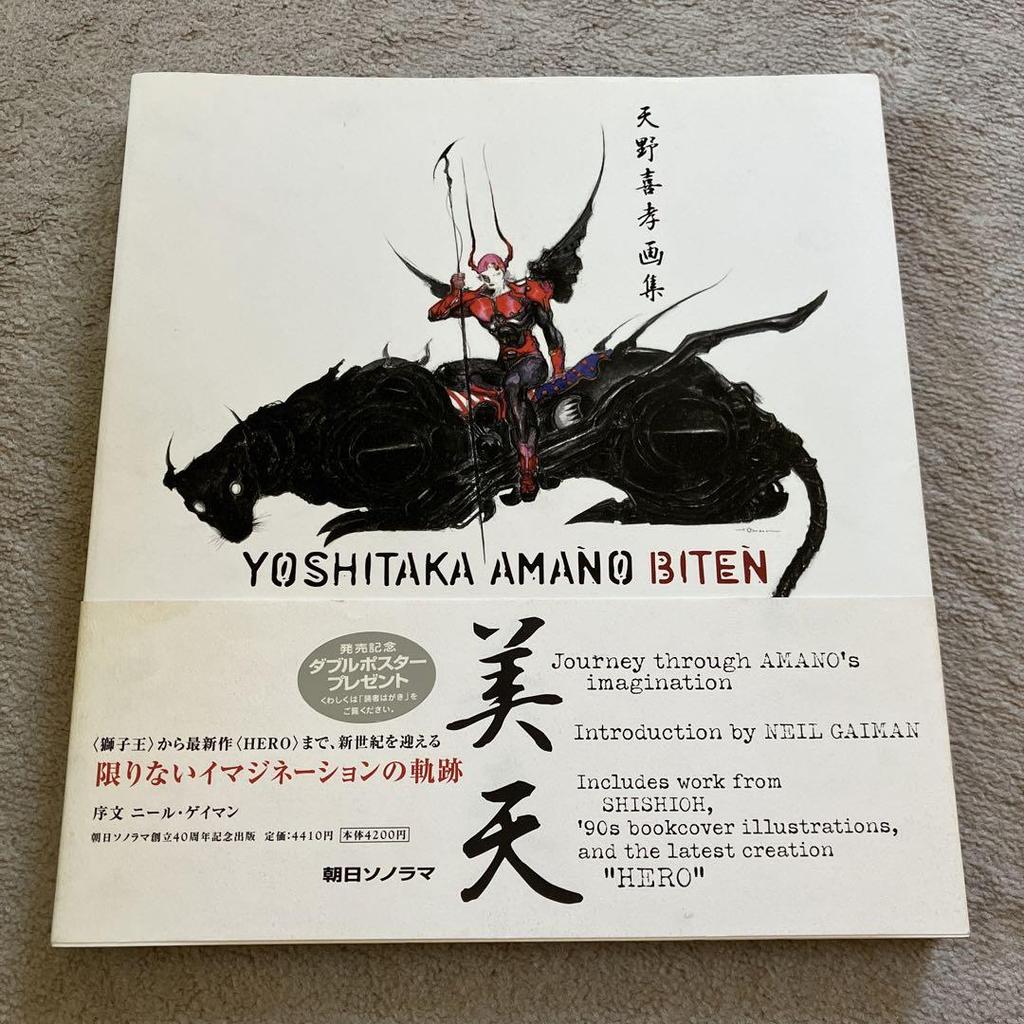 天野喜孝画集
YOSHITAKA AMANO BITEN
美天
発売記念
ダブルポスター
プレゼント
くわしくは「読者はがき」を
ご覧ください。
〈獅子王〉から最新作〈HERO〉まで、新世紀を迎える
限りないイマジネーションの軌跡
序文 ニール・ゲイマン
朝日ソノラマ創立40周年記念出版 定価:4410円 本体4200円
朝日ソノラマ
Journey through AMANO's
imagination
Introduction by NEIL GAIMAN
Includes work from
SHISHIOH,
'90s bookcover illustrations,
and the latest creation
"HERO"